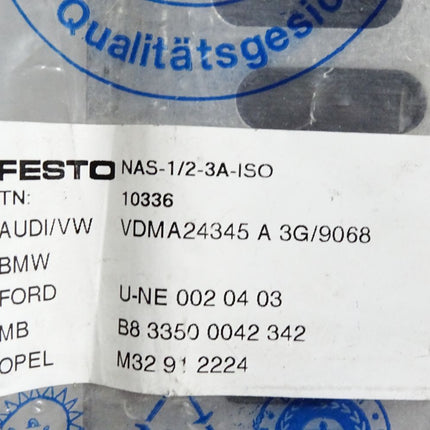 Qualitätsgesi
FESTO NAS-1/2-3A-ISO
TN: 10336
AUDI/VW VDMA24345 A 3G/9068
BMW
FORD U-NE 002 04 03
MB B8 3350 0042 342
OPEL M32 91 2224